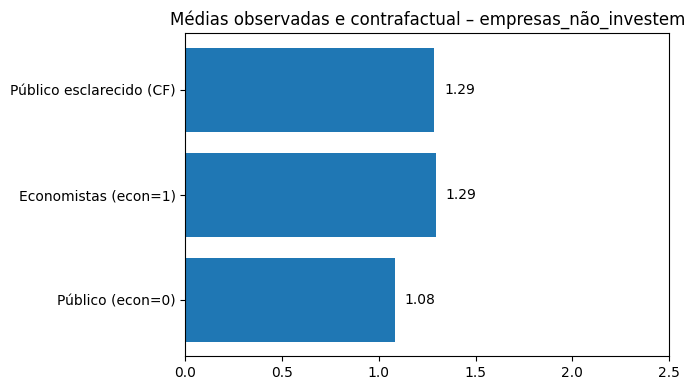 Médias observadas e contrafactual – empresas_não_investem
Público esclarecido (CF)
1.29
Economistas (econ=1)
1.29
Público (econ=0)
1.08
0.0 0.5 1.0 1.5 2.0 2.5